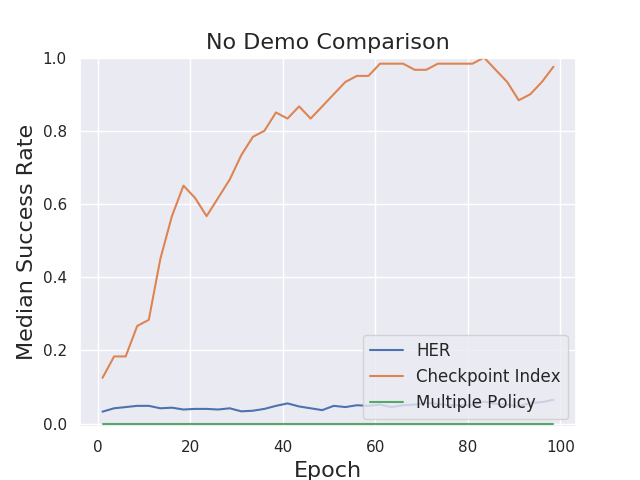 No Demo Comparison
Median Success Rate
1.0
0.8
0.6
0.4
0.2
0.0
HER
Checkpoint Index
Multiple Policy
0 20 40 60 80 100
Epoch